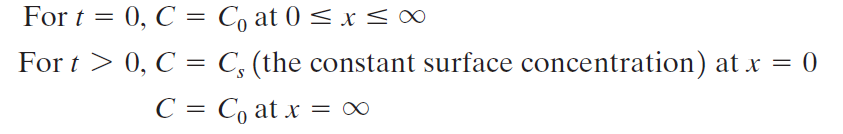 For t = 0, C = C₀ at 0 ≤ x ≤ ∞
For t > 0, C = Cₛ (the constant surface concentration) at x = 0
C = C₀ at x = ∞